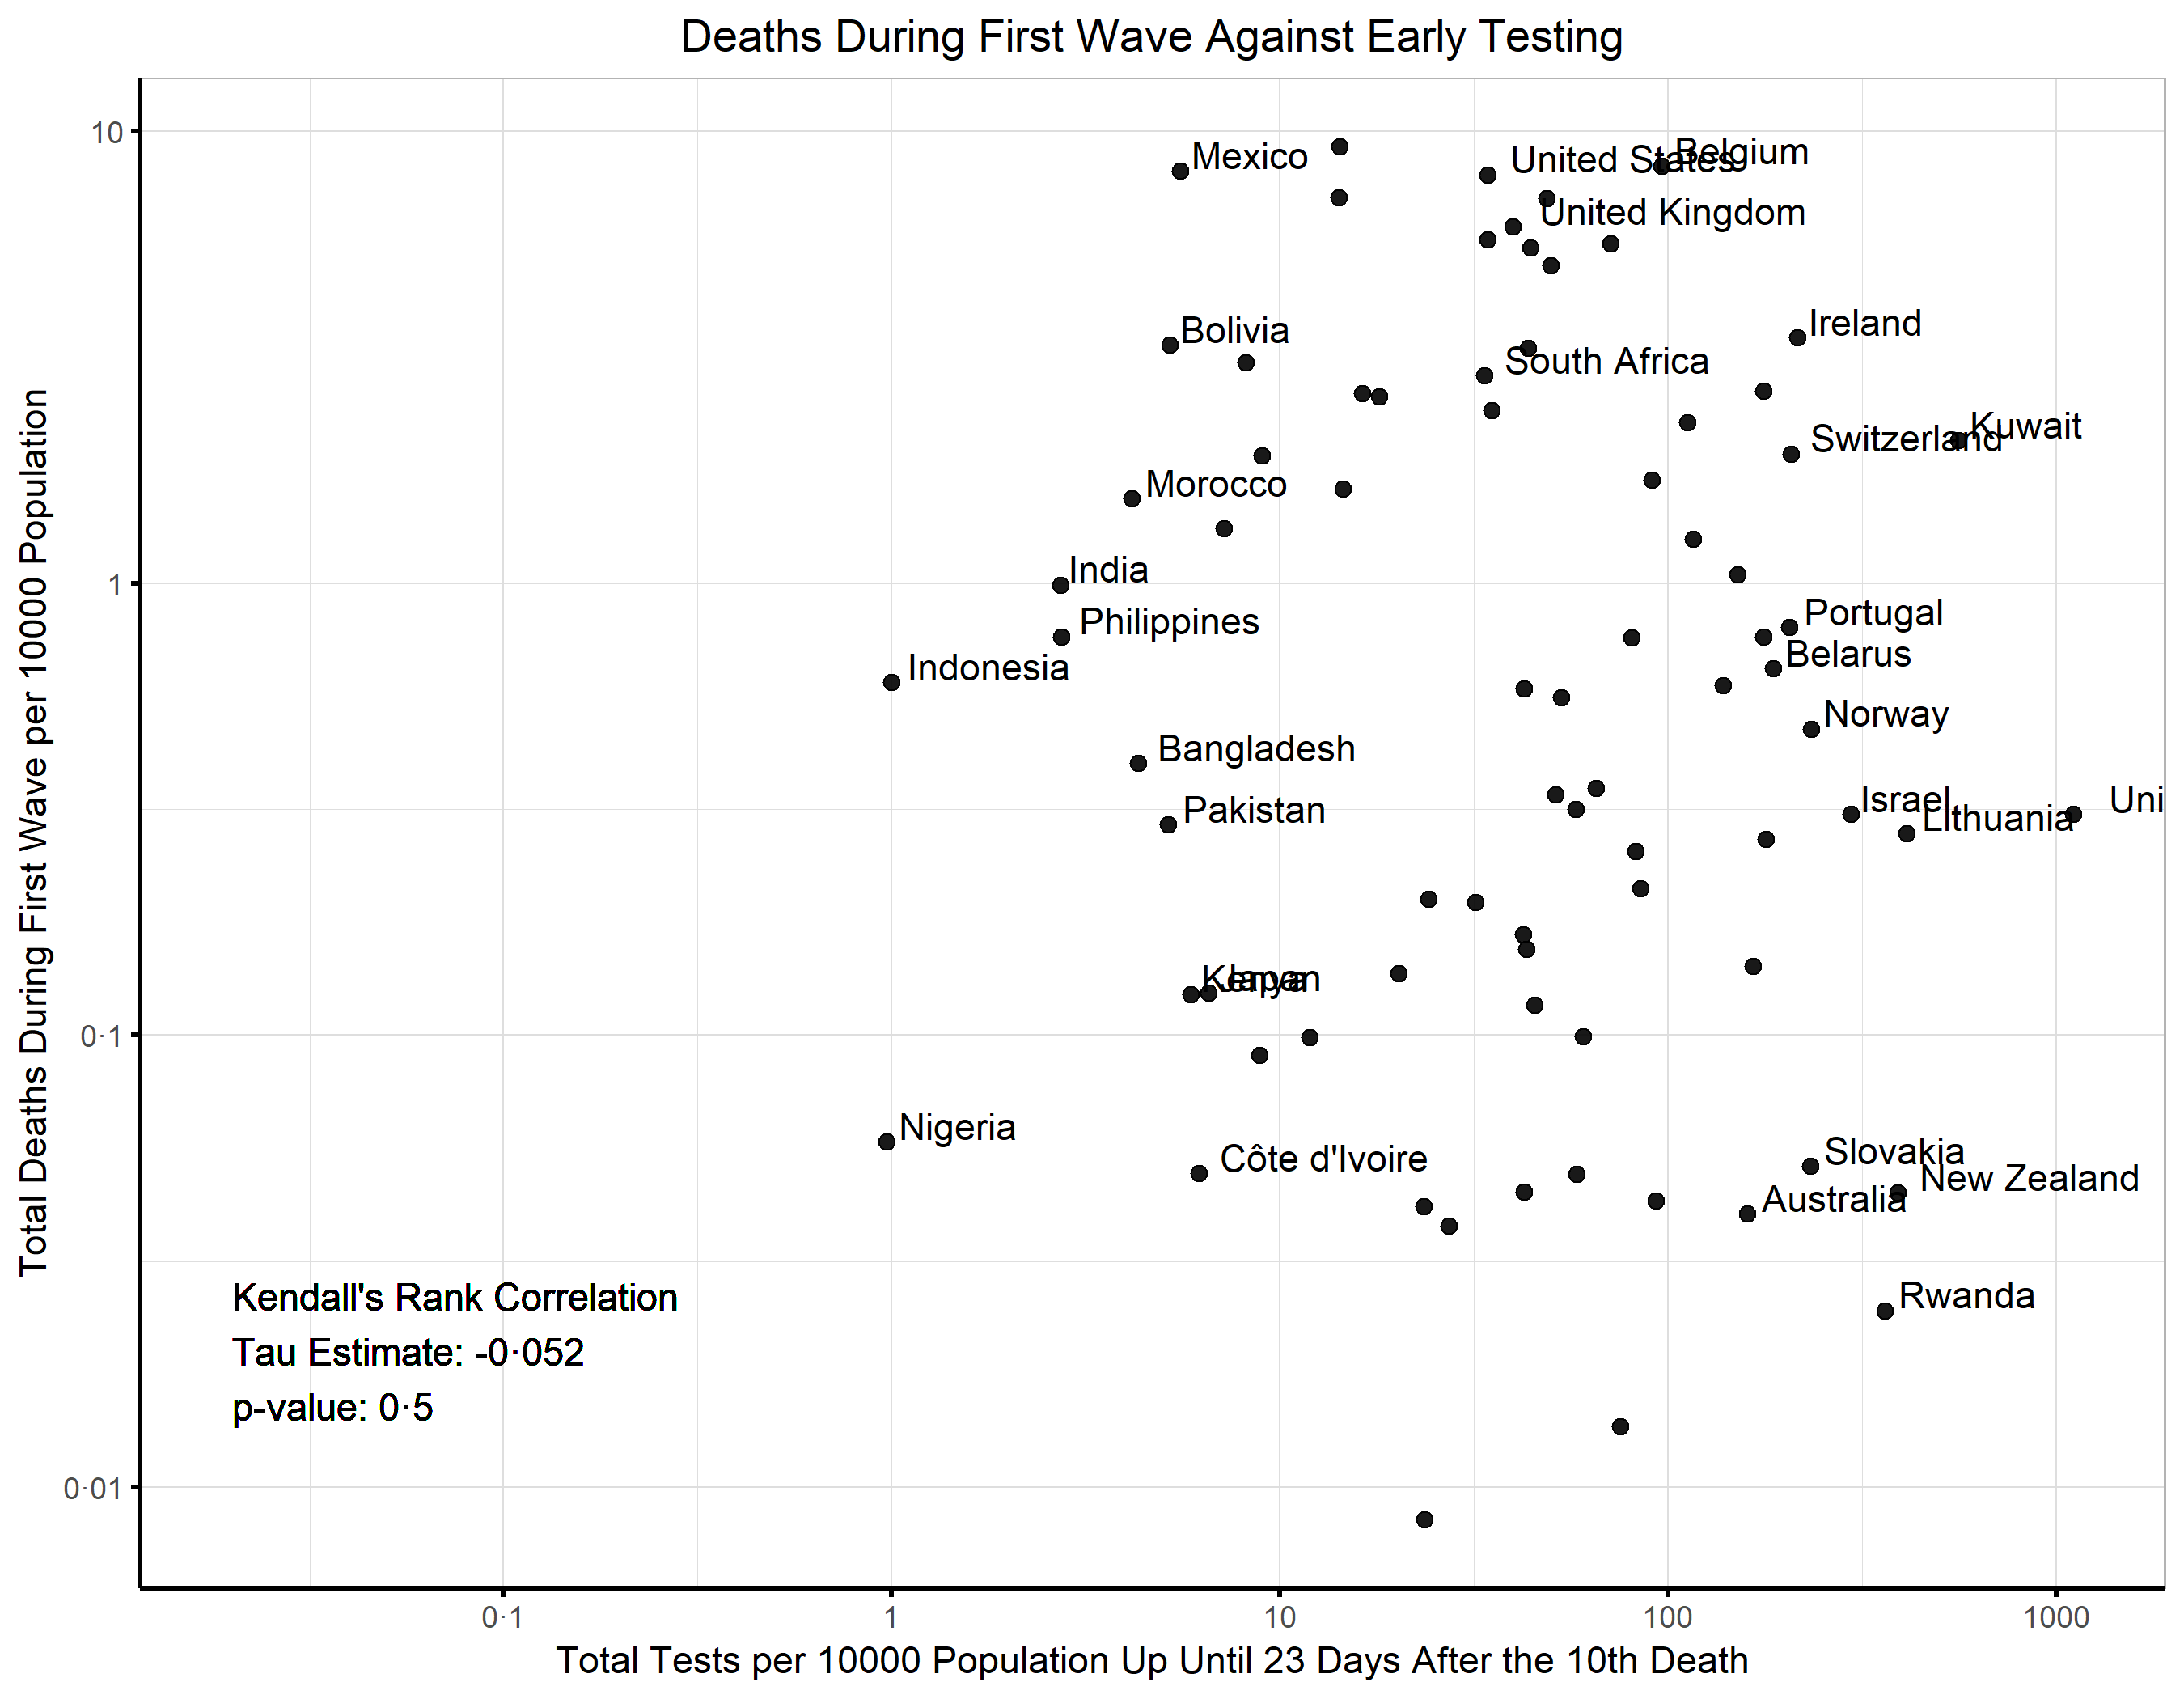 Deaths During First Wave Against Early Testing
Total Deaths During First Wave per 10000 Population
10
1
0·1
0·01
Mexico
United States
Belgium
United Kingdom
Bolivia
Ireland
South Africa
Kuwait
Switzerland
Morocco
India
Philippines
Portugal
Belarus
Indonesia
Norway
Bangladesh
Pakistan
Israel
Uni
Lithuania
Kenya
Japan
Nigeria
Côte d'Ivoire
Slovakia
New Zealand
Australia
Rwanda
Kendall's Rank Correlation
Tau Estimate: -0·052
p-value: 0·5
0·1 1 10 100 1000
Total Tests per 10000 Population Up Until 23 Days After the 10th Death